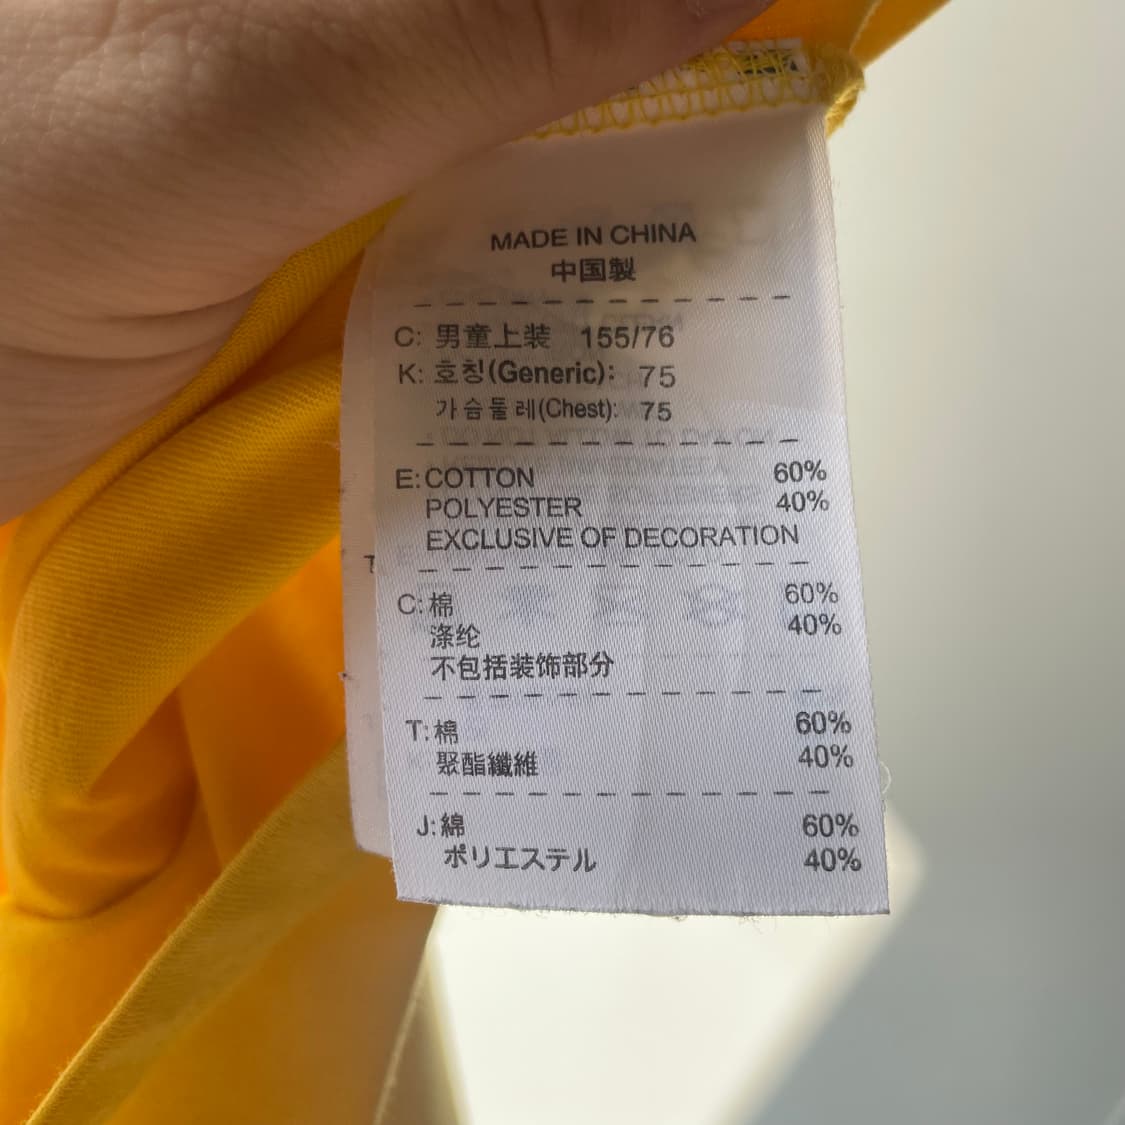 MADE IN CHINA
中国製
C: 男童上装 155/76
K: 호칭(Generic): 75
가슴둘레(Chest): 75
E: COTTON 60%
POLYESTER 40%
EXCLUSIVE OF DECORATION
C: 棉 60%
涤纶 40%
不包括装饰部分
T: 棉 60%
聚酯纖維 40%
J: 綿 60%
ポリエステル 40%